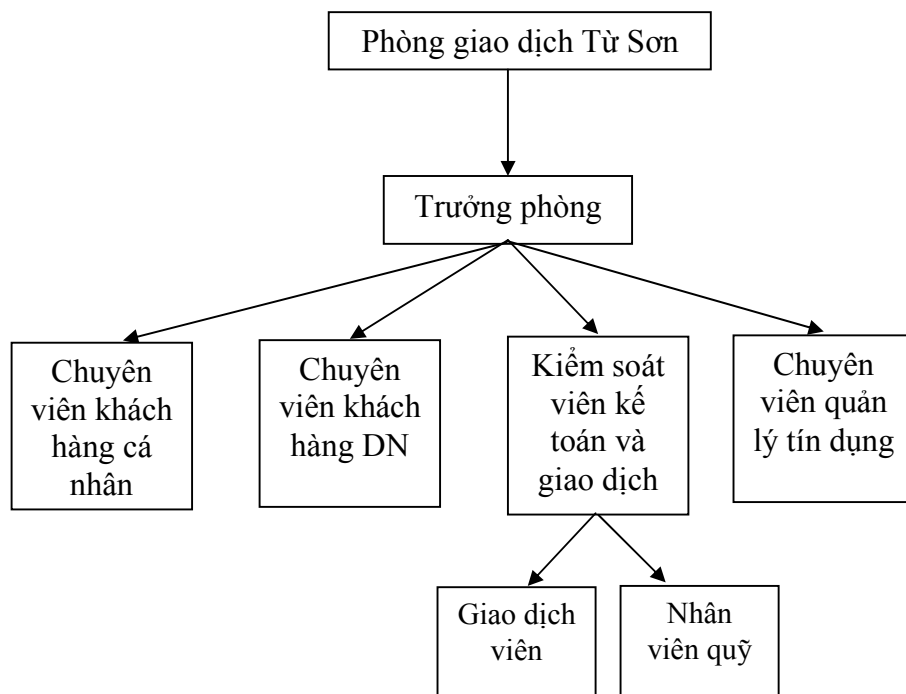 Phòng giao dịch Từ Sơn
Trưởng phòng
Chuyên
viên khách
hàng cá
nhân
Chuyên
viên khách
hàng DN
Kiểm soát
viên kế
toán và
giao dịch
Chuyên
viên quản
lý tín dụng
Giao dịch
viên
Nhân
viên quỹ